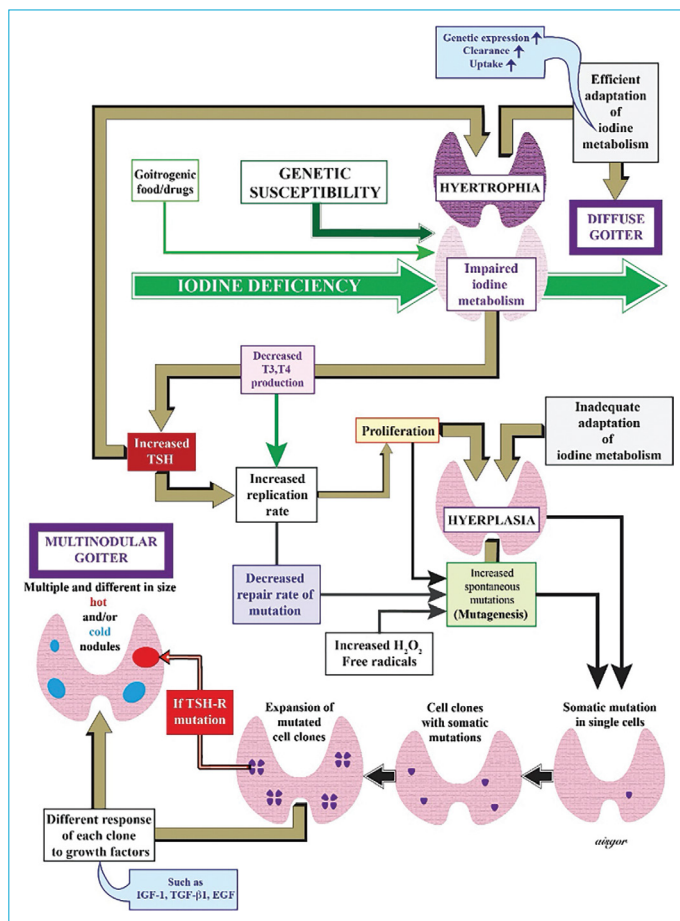 Genetic expression ↑
Clearance ↑
Uptake ↑
Efficient
adaptation
of
iodine
metabolism
Goitrogenic
food/drugs
GENETIC
SUSCEPTIBILITY
HYERTROPHIA
DIFFUSE
GOITER
IODINE DEFICIENCY
Impaired
iodine
metabolism
Decreased
T3,T4
production
Increased
TSH
Proliferation
Inadequate
adaptation
of
iodine metabolism
Increased
replication
rate
HYERPLASIA
MULTINODULAR
GOITER
Multiple and different in size
hot
and/or
cold
nodules
Decreased
repair rate of
mutation
Increased
spontaneous
mutations
(Mutagenesis)
Increased H₂O₂
Free radicals
If TSH-R
mutation
Expansion of
mutated
cell clones
Cell clones
with somatic
mutations
Somatic mutation
in single cells
Different response
of each clone
to growth factors
Such as
IGF-1, TGF-β1, EGF
aisgor